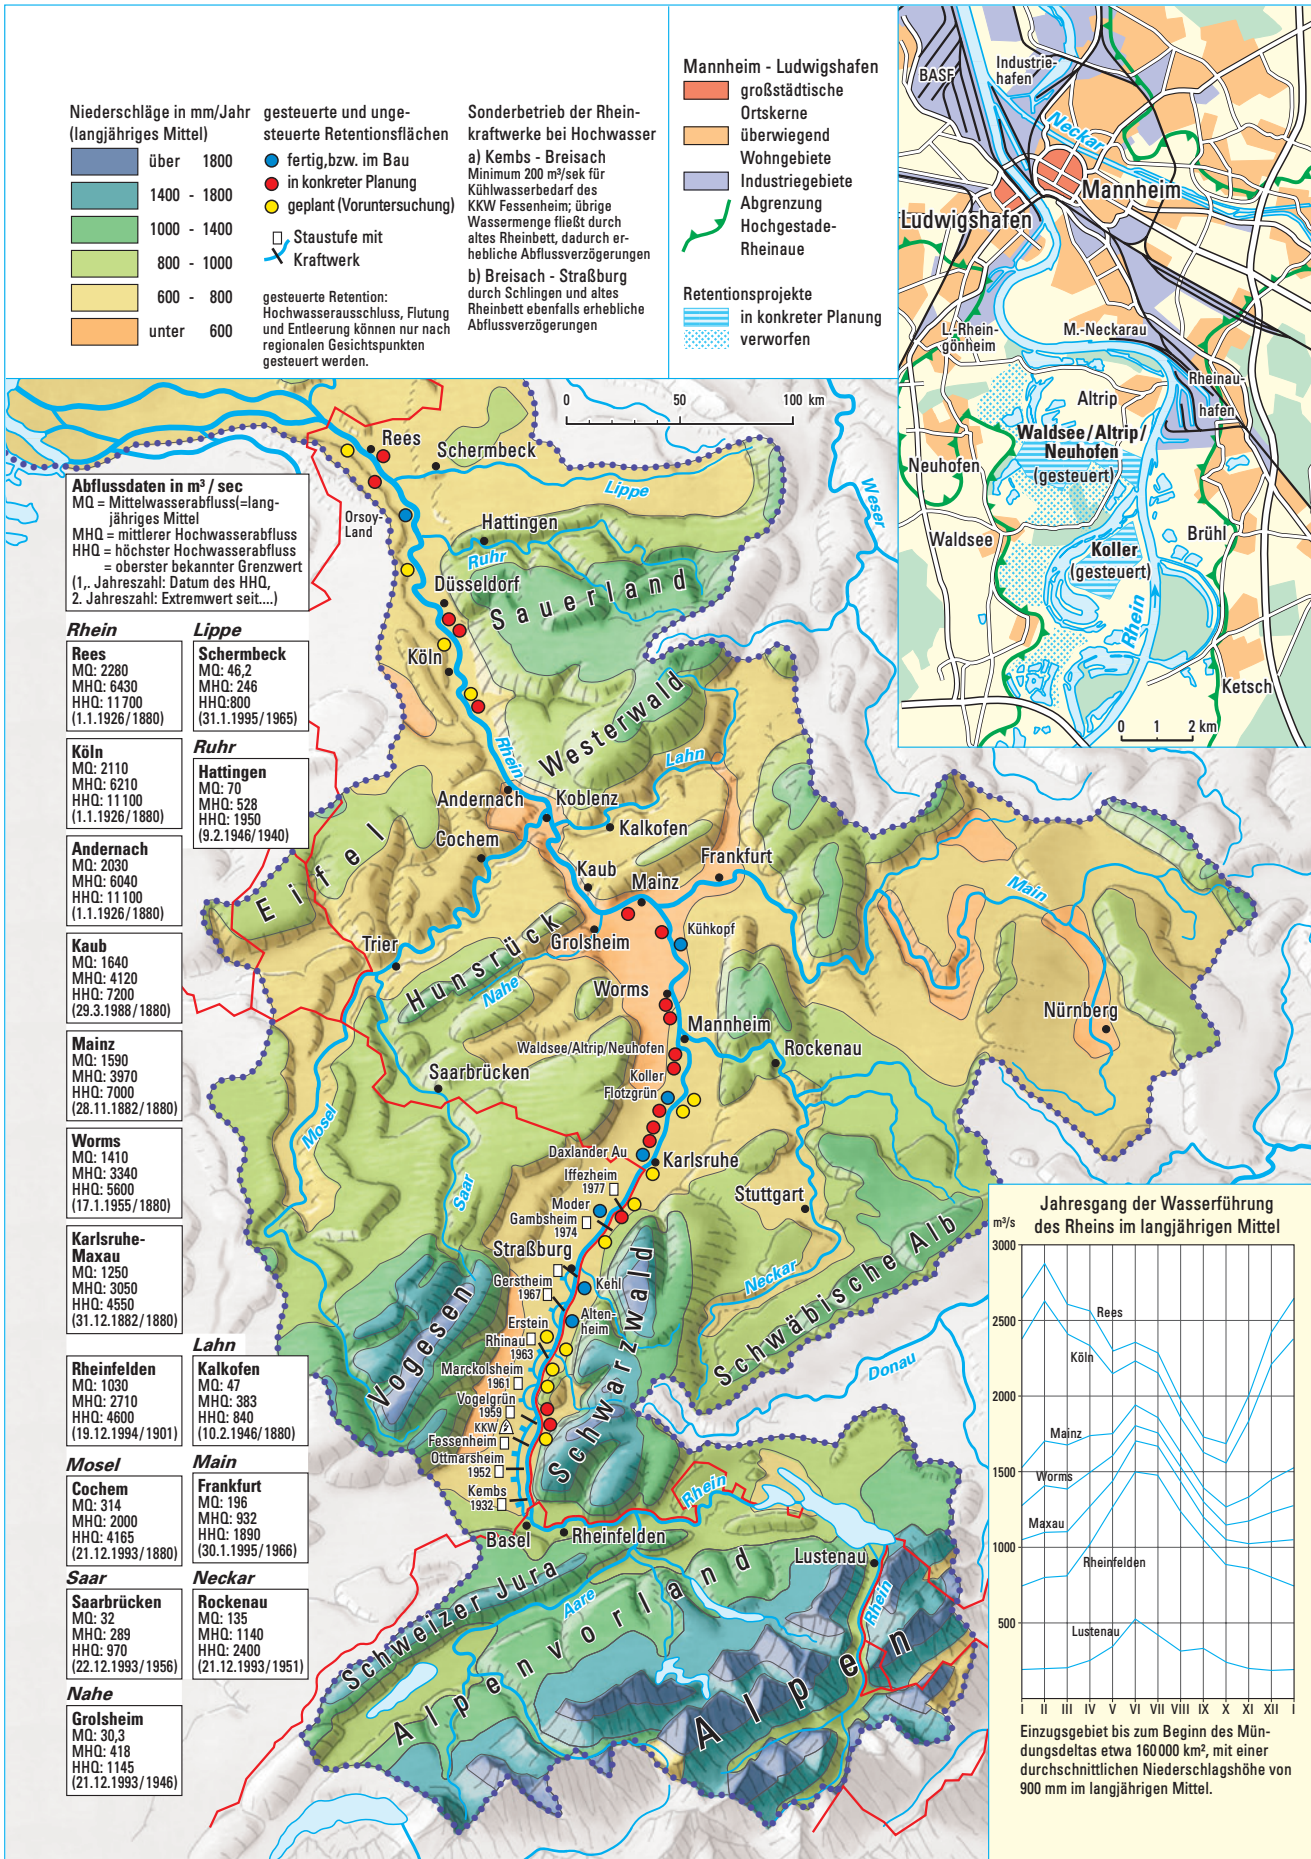 Niederschläge in mm/Jahr
(langjähriges Mittel)
über 1800
1400 - 1800
1000 - 1400
800 - 1000
600 - 800
unter 600
gesteuerte und unge-
steuerte Retentionsflächen
fertig,bzw. im Bau
in konkreter Planung
geplant (Voruntersuchung)
Staustufe mit
Kraftwerk
gesteuerte Retention:
Hochwasserausschluss, Flutung
und Entleerung können nur nach
regionalen Gesichtspunkten
gesteuert werden.
Sonderbetrieb der Rhein-
kraftwerke bei Hochwasser
a) Kembs - Breisach
Minimum 200 m³/sek für
Kühlwasserbedarf des
KKW Fessenheim; übrige
Wassermenge fließt durch
altes Rheinbett, dadurch er-
hebliche Abflussverzögerungen
b) Breisach - Straßburg
durch Schlingen und altes
Rheinbett ebenfalls erhebliche
Abflussverzögerungen
Mannheim - Ludwigshafen
großstädtische
Ortskerne
überwiegend
Wohngebiete
Industriegebiete
Abgrenzung
Hochgestade-
Rheinaue
Retentionsprojekte
in konkreter Planung
verworfen
BASF
Industrie-
hafen
Neckar
Mannheim
Ludwigshafen
L.-Rhein-
gönheim
M.-Neckarau
Altrip
Rheinau-
hafen
Waldsee/Altrip/
Neuhofen
(gesteuert)
Neuhofen
Waldsee
Koller
(gesteuert)
Brühl
Rhein
Ketsch
0 1 2 km
0 50 100 km
Rees
Schermbeck
Lippe
Orsoy-
Land
Hattingen
Ruhr
Weser
Düsseldorf
Sauerland
Köln
Westerwald
Rhein
Lahn
Andernach
Koblenz
Kalkofen
Cochem
Eifel
Kaub
Mainz
Frankfurt
Main
Grolsheim
Kühkopf
Trier
Hunsrück
Nahe
Worms
Nürnberg
Mannheim
Waldsee/Altrip/Neuhofen
Rockenau
Koller
Saarbrücken
Flotzgrün
Mosel
Saar
Daxlander Au
Karlsruhe
Iffezheim
1977
Stuttgart
Moder
Gambsheim
1974
Straßburg
Neckar
Schwäbische Alb
Gerstheim
1967
Kehl
Alten-
heim
Erstein
Rhinau
1963
Vogesen
Schwarzwald
Donau
Marckolsheim
1961
Vogelgrün
1959
KKW
Fessenheim
Ottmarsheim
1952
Kembs
1932
Rhein
Basel
Rheinfelden
Lustenau
Schweizer Jura
Aare
Alpenvorland
Rhein
Alpen
Abflussdaten in m³ / sec
MQ = Mittelwasserabfluss(=lang-
jähriges Mittel
MHQ = mittlerer Hochwasserabfluss
HHQ = höchster Hochwasserabfluss
= oberster bekannter Grenzwert
(1,. Jahreszahl: Datum des HHQ,
2. Jahreszahl: Extremwert seit....)
Rhein
Rees
MQ: 2280
MHQ: 6430
HHQ: 11700
(1.1.1926/1880)
Köln
MQ: 2110
MHQ: 6210
HHQ: 11100
(1.1.1926/1880)
Andernach
MQ: 2030
MHQ: 6040
HHQ: 11100
(1.1.1926/1880)
Kaub
MQ: 1640
MHQ: 4120
HHQ: 7200
(29.3.1988/1880)
Mainz
MQ: 1590
MHQ: 3970
HHQ: 7000
(28.11.1882/1880)
Worms
MQ: 1410
MHQ: 3340
HHQ: 5600
(17.1.1955/1880)
Karlsruhe-
Maxau
MQ: 1250
MHQ: 3050
HHQ: 4550
(31.12.1882/1880)
Rheinfelden
MQ: 1030
MHQ: 2710
HHQ: 4600
(19.12.1994/1901)
Mosel
Cochem
MQ: 314
MHQ: 2000
HHQ: 4165
(21.12.1993/1880)
Saar
Saarbrücken
MQ: 32
MHQ: 289
HHQ: 970
(22.12.1993/1956)
Nahe
Grolsheim
MQ: 30,3
MHQ: 418
HHQ: 1145
(21.12.1993/1946)
Lippe
Schermbeck
MQ: 46,2
MHQ: 246
HHQ:800
(31.1.1995/1965)
Ruhr
Hattingen
MQ: 70
MHQ: 528
HHQ: 1950
(9.2.1946/1940)
Lahn
Kalkofen
MQ: 47
MHQ: 383
HHQ: 840
(10.2.1946/1880)
Main
Frankfurt
MQ: 196
MHQ: 932
HHQ: 1890
(30.1.1995/1966)
Neckar
Rockenau
MQ: 135
MHQ: 1140
HHQ: 2400
(21.12.1993/1951)
Jahresgang der Wasserführung
des Rheins im langjährigen Mittel
m³/s
3000
2500
2000
1500
1000
500
Rees
Köln
Mainz
Worms
Maxau
Rheinfelden
Lustenau
I II III IV V VI VII VIII IX X XI XII I
Einzugsgebiet bis zum Beginn des Mün-
dungsdeltas etwa 160000 km², mit einer
durchschnittlichen Niederschlagshöhe von
900 mm im langjährigen Mittel.